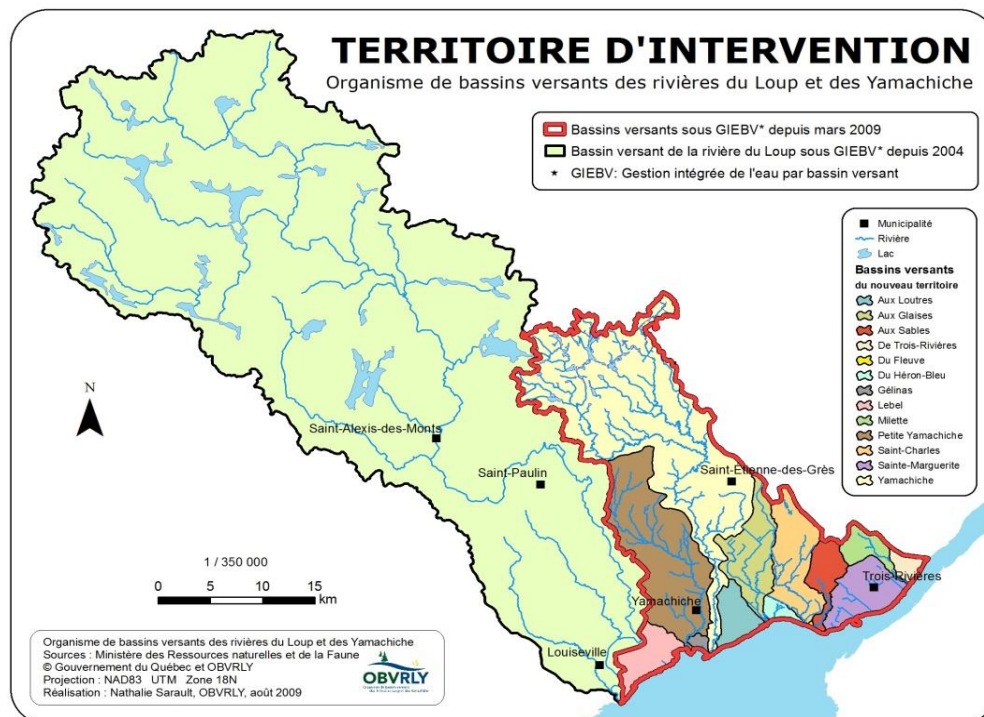 TERRITOIRE D'INTERVENTION
Organisme de bassins versants des rivières du Loup et des Yamachiche
Bassins versants sous GIEBV* depuis mars 2009
Bassin versant de la rivière du Loup sous GIEBV* depuis 2004
* GIEBV: Gestion intégrée de l'eau par bassin versant
Municipalité
Rivière
Lac
Bassins versants
du nouveau territoire
Aux Loutres
Aux Glaises
Aux Sables
De Trois-Rivières
Du Fleuve
Du Héron-Bleu
Gélinas
Lebel
Milette
Petite Yamachiche
Saint-Charles
Sainte-Marguerite
Yamachiche
N
Saint-Alexis-des-Monts
Saint-Paulin
Saint-Etienne-des-Grès
Trois-Rivières
Yamachiche
Louiseville
1 / 350 000
0 5 10 15
km
Organisme de bassins versants des rivières du Loup et des Yamachiche
Sources : Ministère des Ressources naturelles et de la Faune
© Gouvernement du Québec et OBVRLY
Projection : NAD83 UTM Zone 18N
Réalisation : Nathalie Sarault, OBVRLY, août 2009
OBVRLY